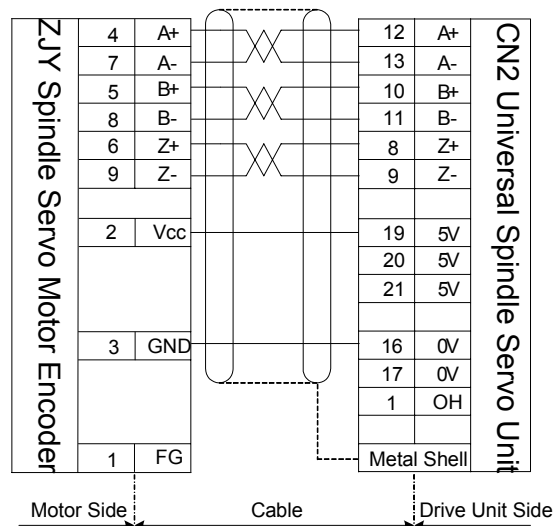 ZJY Spindle Servo Motor Encoder
4 A+
7 A-
5 B+
8 B-
6 Z+
9 Z-
2 Vcc
3 GND
1 FG
12 A+
13 A-
10 B+
11 B-
8 Z+
9 Z-
19 5V
20 5V
21 5V
16 0V
17 0V
1 OH
Metal Shell
CN2 Universal Spindle Servo Unit
Motor Side
Cable
Drive Unit Side